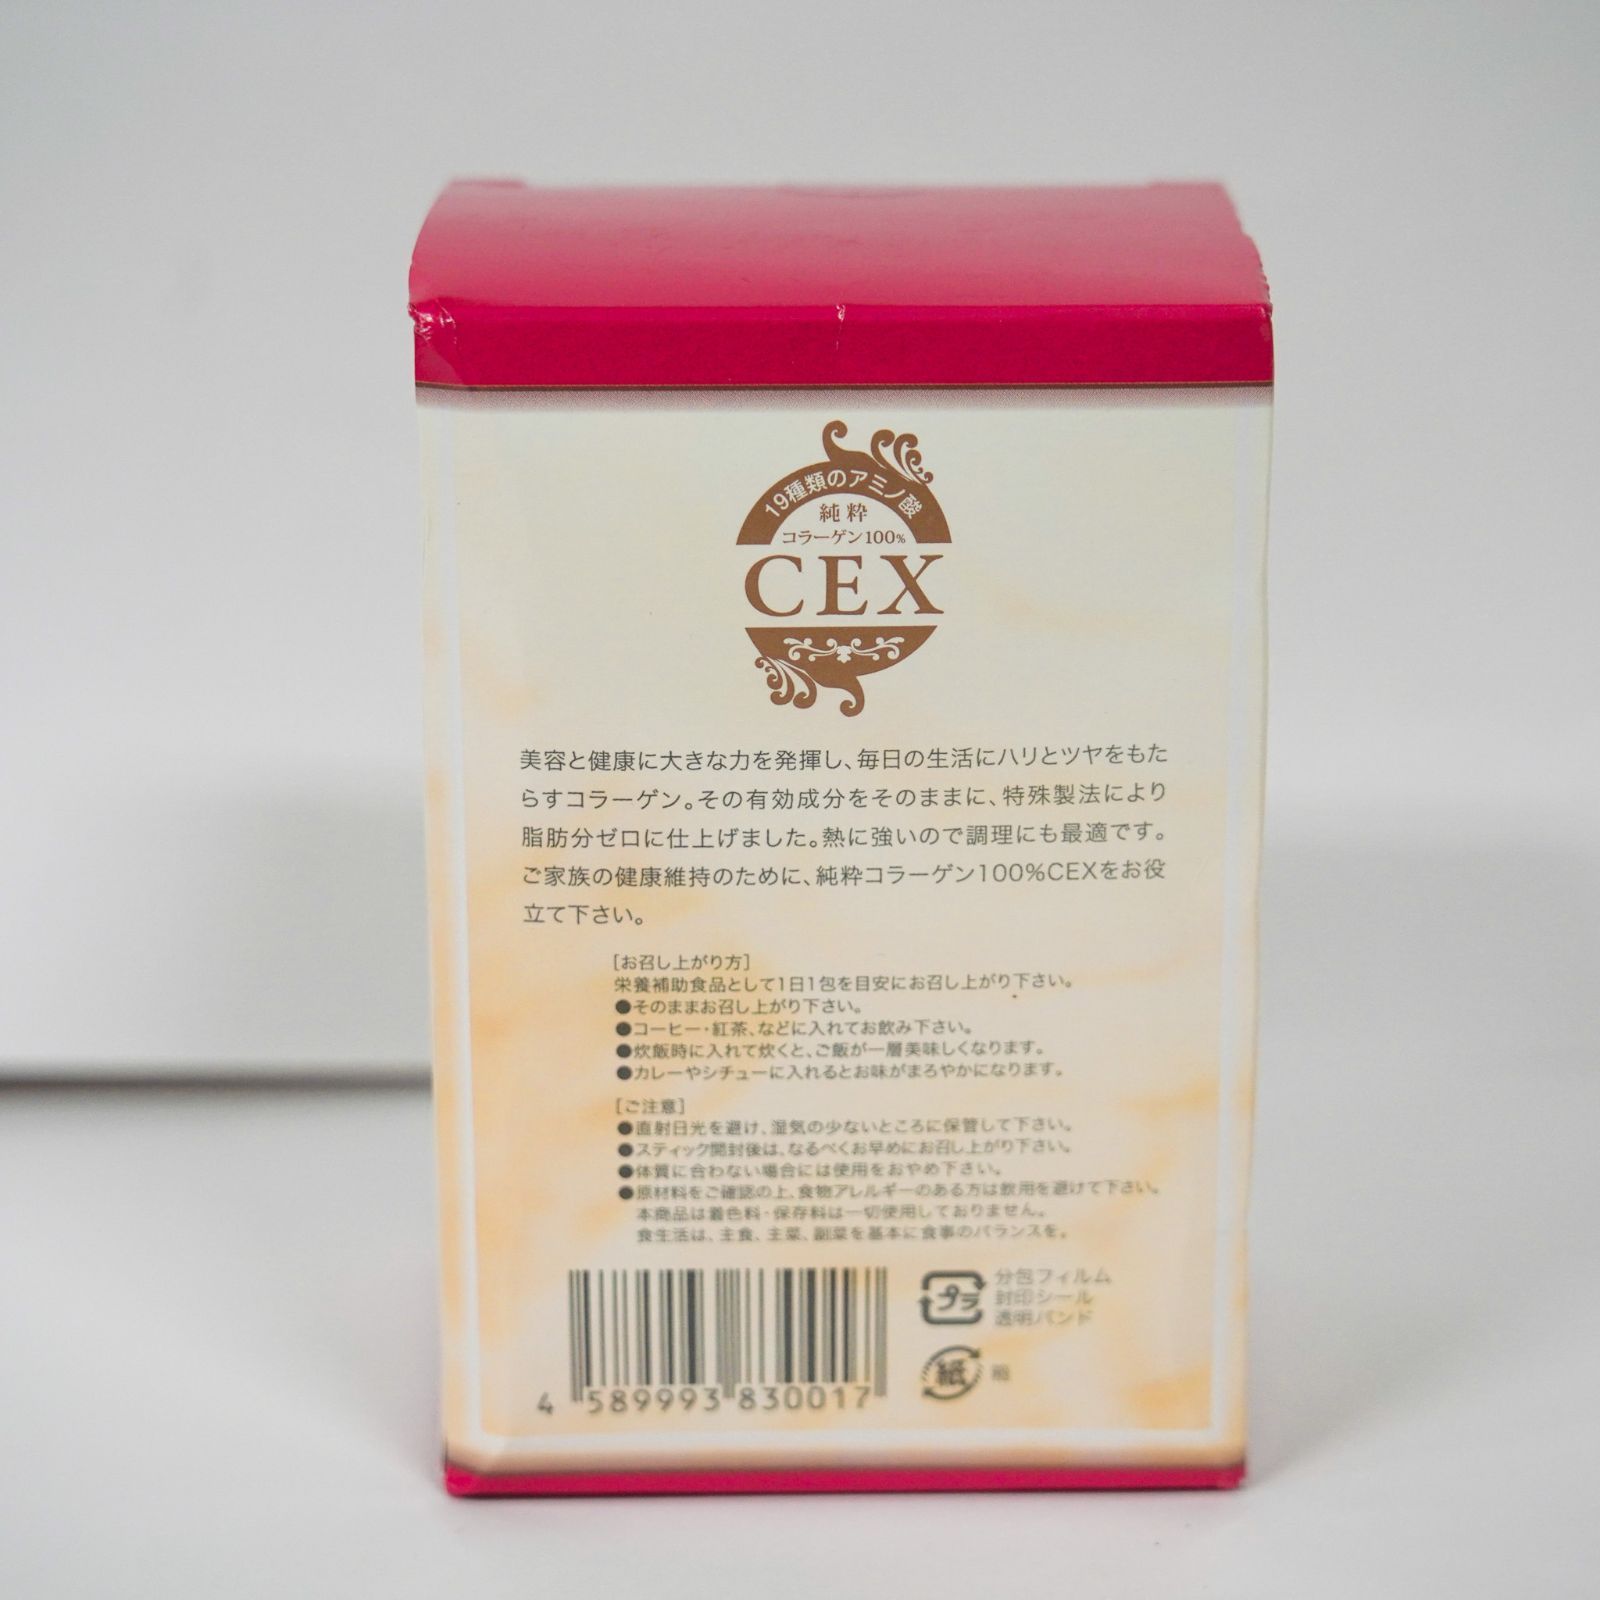 19種類のアミノ酸
純粋
コラーゲン100%
CEX
美容と健康に大きな力を発揮し、毎日の生活にハリとツヤをもた
らすコラーゲン。その有効成分をそのままに、特殊製法により
脂肪分ゼロに仕上げました。熱に強いので調理にも最適です。
ご家族の健康維持のために、純粋コラーゲン100%CEXをお役
立て下さい。
[お召し上がり方]
栄養補助食品として1日1包を目安にお召し上がり下さい。
●そのままお召し上がり下さい。
●コーヒー・紅茶、などに入れてお飲み下さい。
●炊飯時に入れて炊くと、ご飯が一層美味しくなります。
●カレーやシチューに入れるとお味がまろやかになります。
[ご注意]
●直射日光を避け、湿気の少ないところに保管して下さい。
●スティック開封後は、なるべくお早めにお召し上がり下さい。
●体質に合わない場合には使用をおやめ下さい。
●原材料をご確認の上、食物アレルギーのある方は飲用を避けて下さい。
本商品は着色料・保存料は一切使用しておりません。
食生活は、主食、主菜、副菜を基本に食事のバランスを。
プラ
分包フィルム
封印シール
透明バンド
紙
箱
4 589993 830017